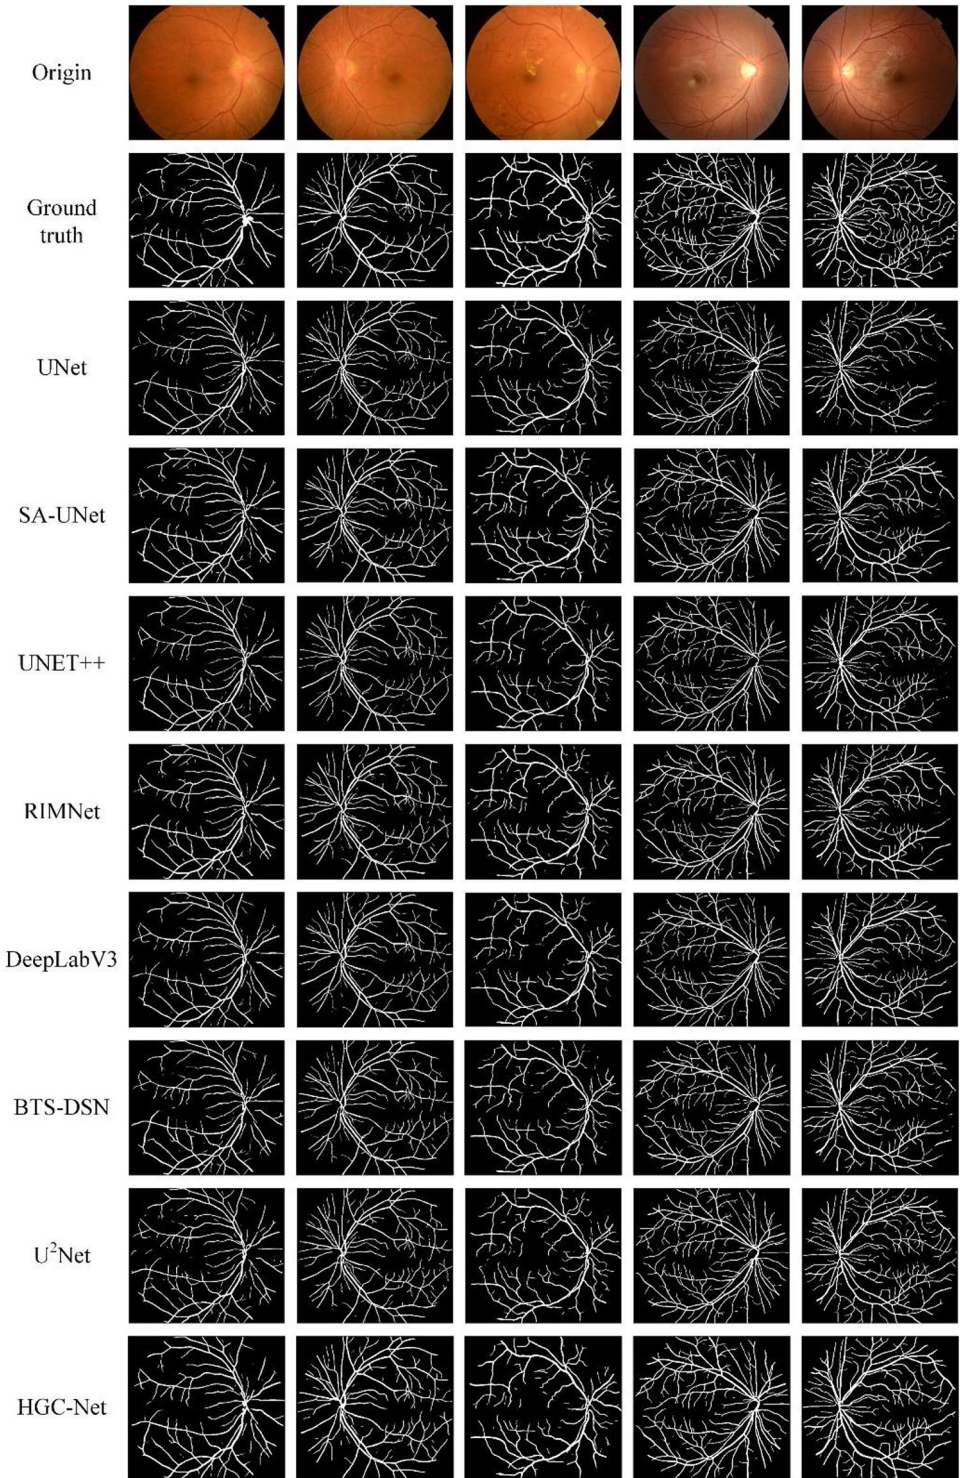 Origin
Ground
truth
UNet
SA-UNet
UNET++
RIMNet
DeepLabV3
BTS-DSN
U²Net
HGC-Net